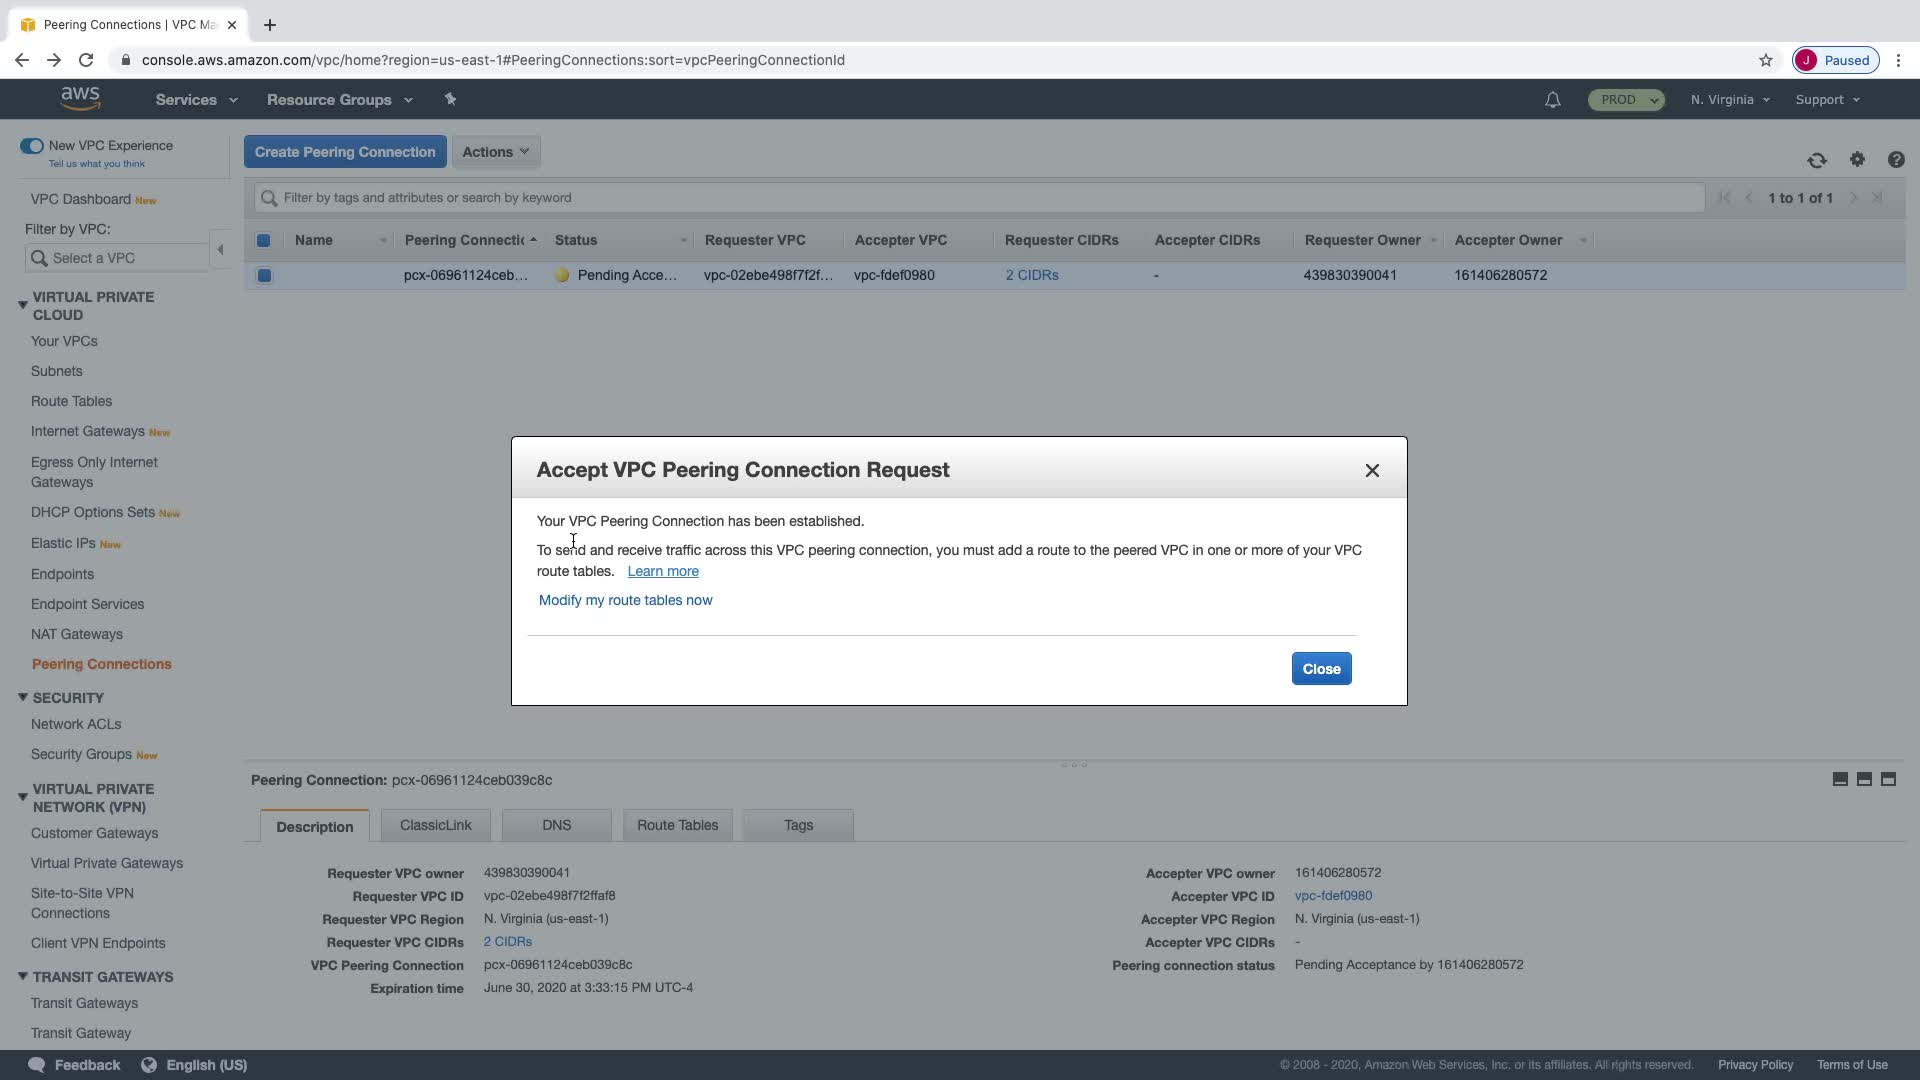 Peering Connections | VPC Ma
console.aws.amazon.com/vpc/home?region=us-east-1#PeeringConnections:sort=vpcPeeringConnectionId
J Paused
aws Services Resource Groups PROD N. Virginia Support
New VPC Experience
Tell us what you think
VPC Dashboard New
Filter by VPC:
Select a VPC
VIRTUAL PRIVATE
CLOUD
Your VPCs
Subnets
Route Tables
Internet Gateways New
Egress Only Internet
Gateways
DHCP Options Sets New
Elastic IPs New
Endpoints
Endpoint Services
NAT Gateways
Peering Connections
SECURITY
Network ACLs
Security Groups New
VIRTUAL PRIVATE
NETWORK (VPN)
Customer Gateways
Virtual Private Gateways
Site-to-Site VPN
Connections
Client VPN Endpoints
TRANSIT GATEWAYS
Transit Gateways
Transit Gateway
Create Peering Connection Actions
Filter by tags and attributes or search by keyword 1 to 1 of 1
Name Peering Connectic Status Requester VPC Accepter VPC Requester CIDRs Accepter CIDRs Requester Owner Accepter Owner
pcx-06961124ceb... Pending Acce... vpc-02ebe498f7f2f... vpc-fdef0980 2 CIDRs - 439830390041 161406280572
Accept VPC Peering Connection Request
Your VPC Peering Connection has been established.
To send and receive traffic across this VPC peering connection, you must add a route to the peered VPC in one or more of your VPC
route tables. Learn more
Modify my route tables now
Close
Peering Connection: pcx-06961124ceb039c8c
Description ClassicLink DNS Route Tables Tags
Requester VPC owner 439830390041 Accepter VPC owner 161406280572
Requester VPC ID vpc-02ebe498f7f2ffaf8 Accepter VPC ID vpc-fdef0980
Requester VPC Region N. Virginia (us-east-1) Accepter VPC Region N. Virginia (us-east-1)
Requester VPC CIDRs 2 CIDRs Accepter VPC CIDRs -
VPC Peering Connection pcx-06961124ceb039c8c Peering connection status Pending Acceptance by 161406280572
Expiration time June 30, 2020 at 3:33:15 PM UTC-4
Feedback English (US) © 2008 - 2020, Amazon Web Services, Inc. or its affiliates. All rights reserved. Privacy Policy Terms of Use